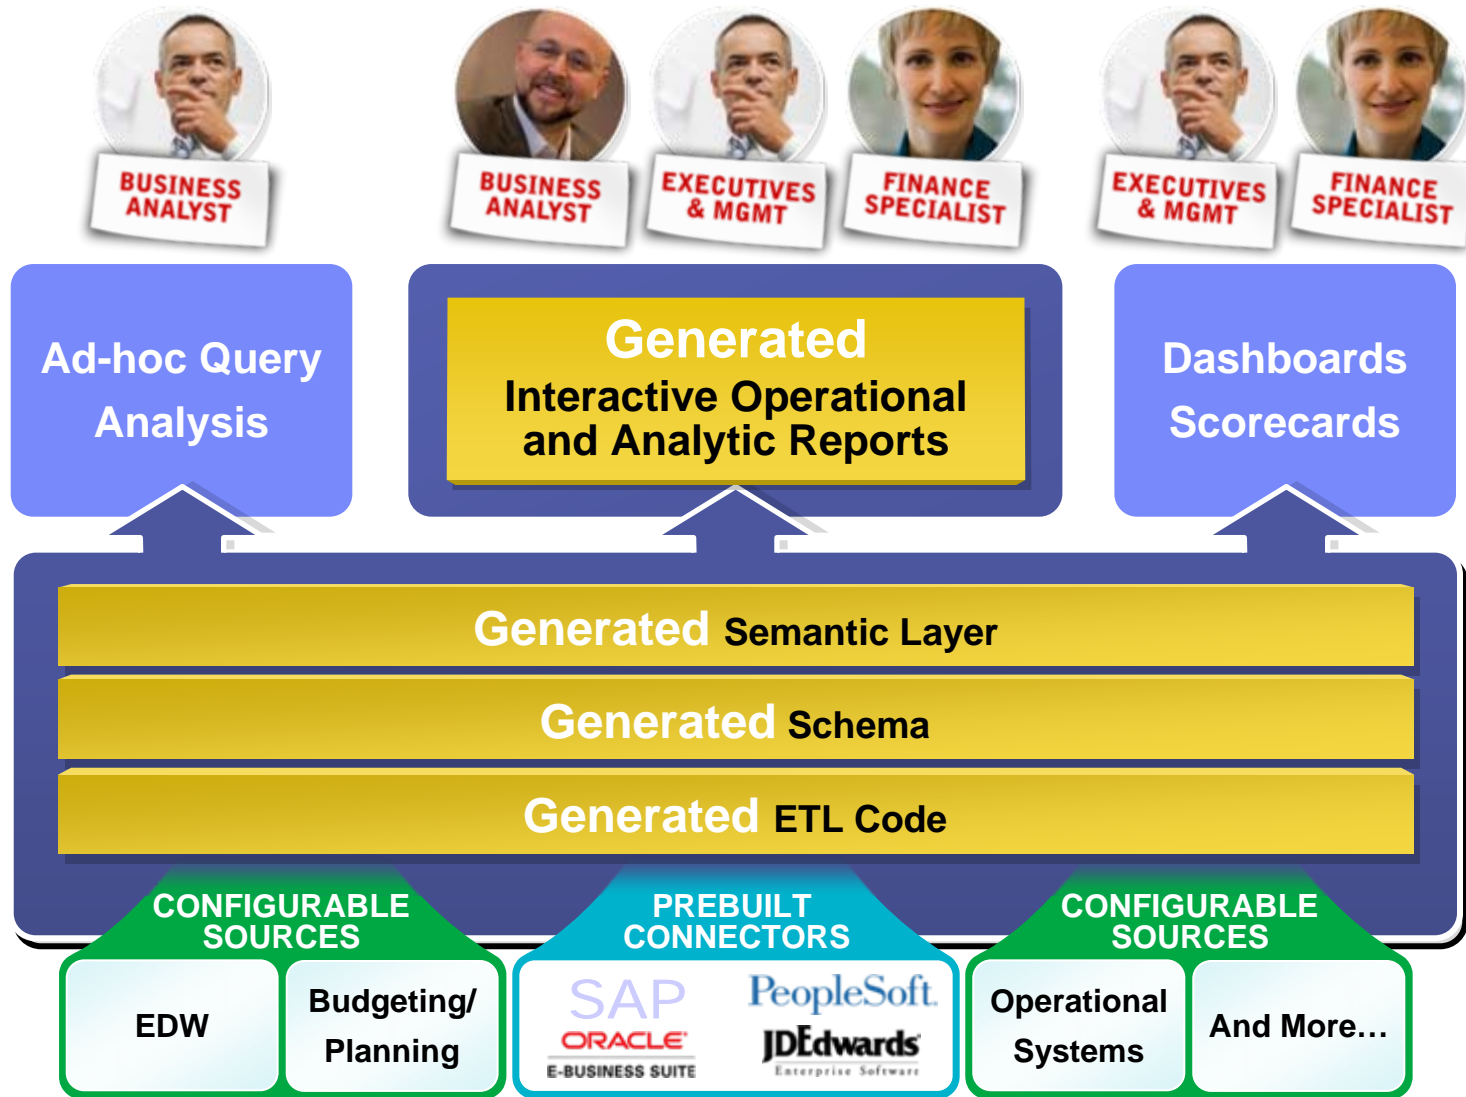 BUSINESS
ANALYST
BUSINESS
ANALYST
EXECUTIVES
& MGMT
FINANCE
SPECIALIST
EXECUTIVES
& MGMT
FINANCE
SPECIALIST
Ad-hoc Query
Analysis
Generated
Interactive Operational
and Analytic Reports
Dashboards
Scorecards
Generated Semantic Layer
Generated Schema
Generated ETL Code
CONFIGURABLE
SOURCES
EDW
Budgeting/
Planning
PREBUILT
CONNECTORS
SAP
PeopleSoft.
ORACLE
E-BUSINESS SUITE
JDEdwards
Enterprise Software
CONFIGURABLE
SOURCES
Operational
Systems
And More...